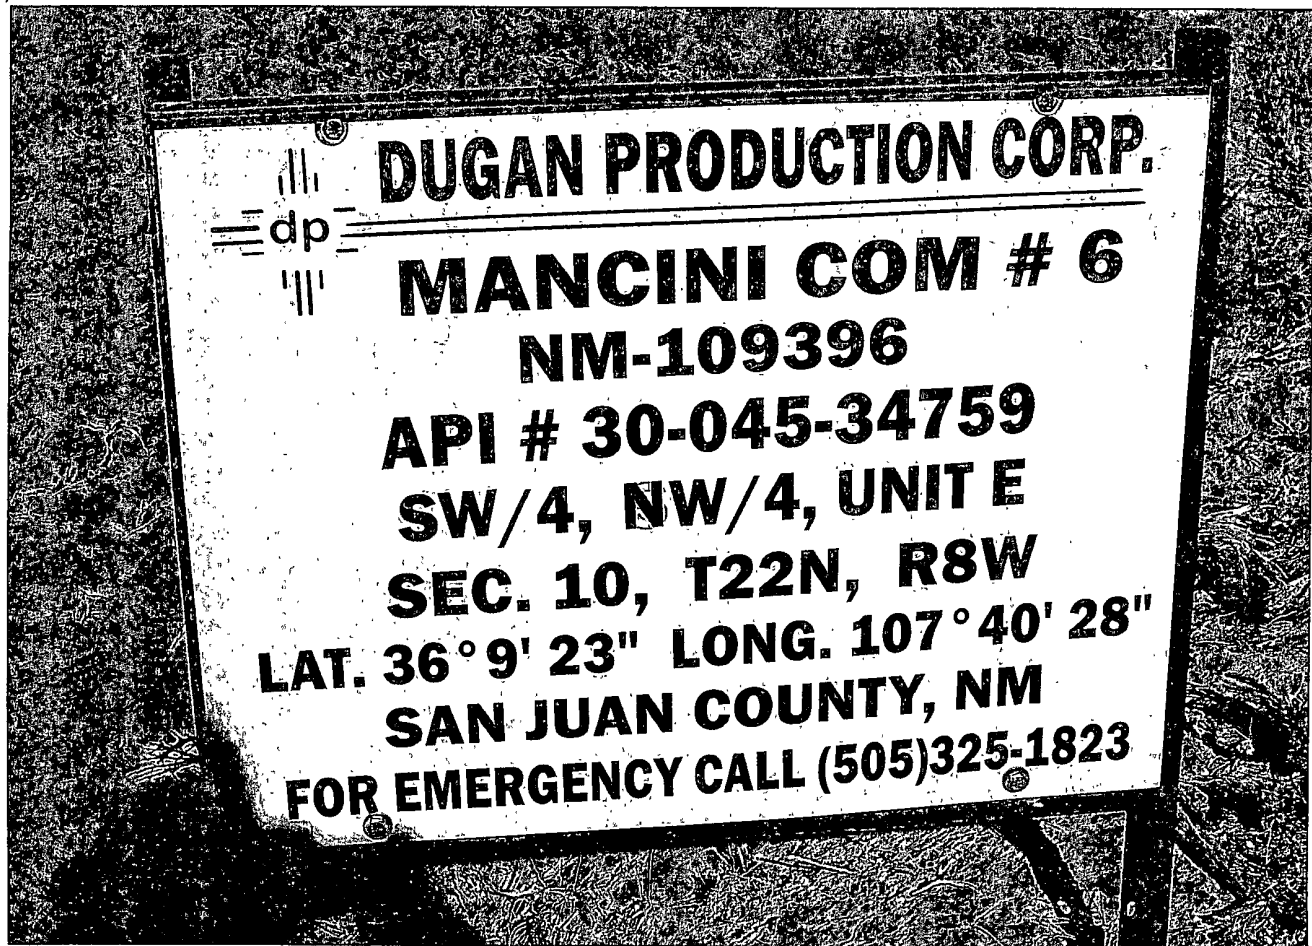 DUGAN PRODUCTION CORP.
dp
MANCINI COM # 6
NM-109396
API # 30-045-34759
SW/4, NW/4, UNIT E
SEC. 10, T22N, R8W
LAT. 36°9' 23" LONG. 107°40' 28"
SAN JUAN COUNTY, NM
FOR EMERGENCY CALL (505)325-1823